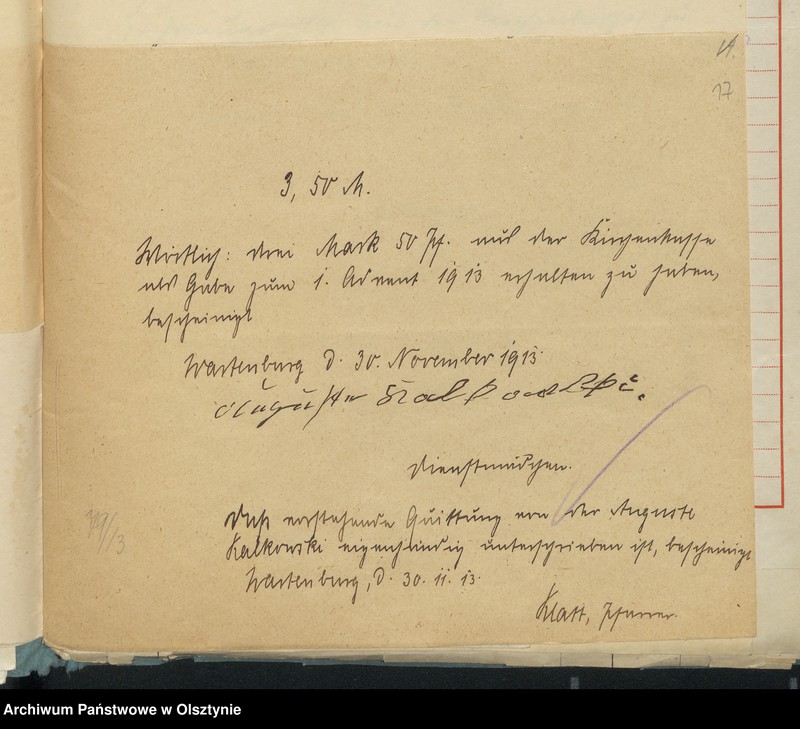 17
3,50 M.
Wörtlich: drei Mark 50 Pf. aus der Kirchenkasse
als Gabe zum 1. Advent 1913 erhalten zu haben,
bescheinigt
Wartenburg d. 30. November 1913.
Auguste Kalkowski.
Dienstmädchen.
Daß vorstehende Quittung von der Auguste
Kalkowski eigenhändig unterschrieben ist, bescheinigt
Wartenburg, d. 30.11.13.
Klatt, Pfarrer.
Archiwum Państwowe w Olsztynie